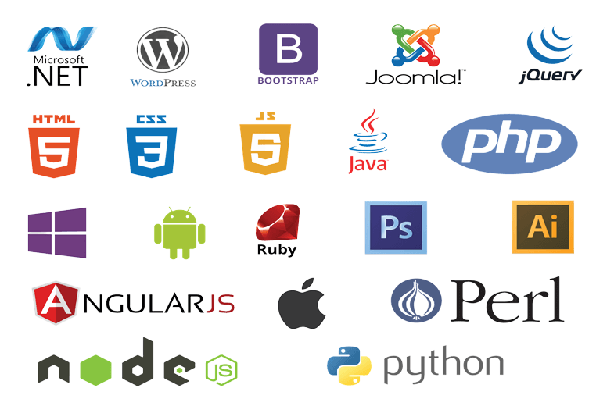 Microsoft
.NET
WORDPRESS
B
BOOTSTRAP
Joomla!™
jQuery
HTML
5
CSS
3
JS
5
Java
php
Ruby
Ps
Ai
ANGULARJS
Perl
node
JS
python